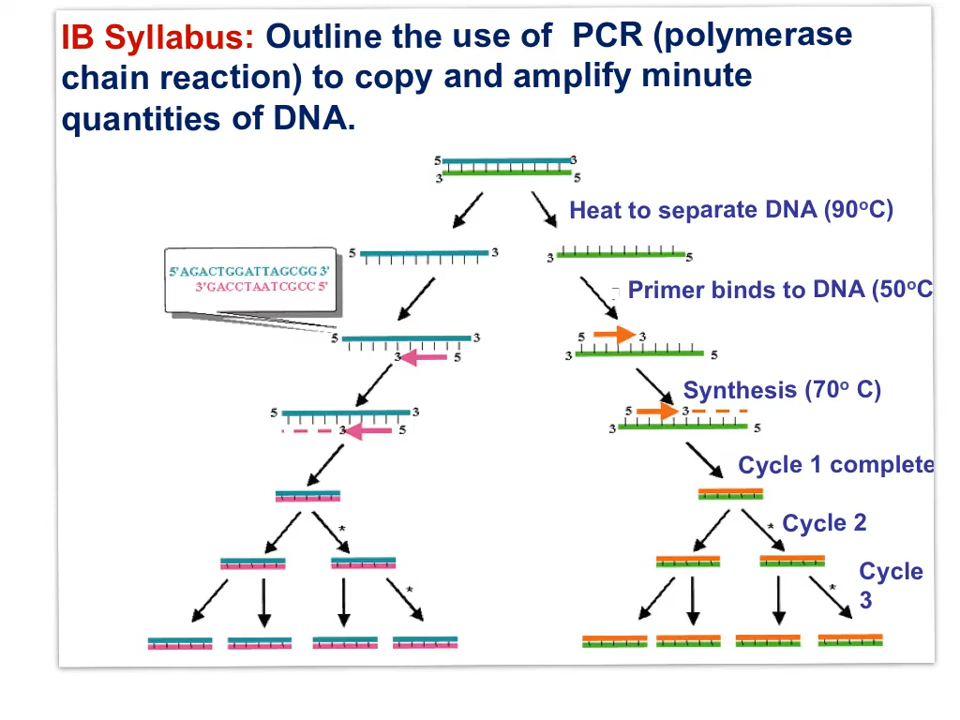 IB Syllabus: Outline the use of PCR (polymerase
chain reaction) to copy and amplify minute
quantities of DNA.
5 3
3 5
Heat to separate DNA (90°C)
5 3
3 5
5'AGACTGGATTAGCGG 3'
3'GACCTAATCGCC 5'
Primer binds to DNA (50°C
5 3
3 5
5 3
3 5
Synthesis (70° C)
5 3
3 5
5 3
3 5
Cycle 1 complete
* * Cycle 2
* * Cycle
3